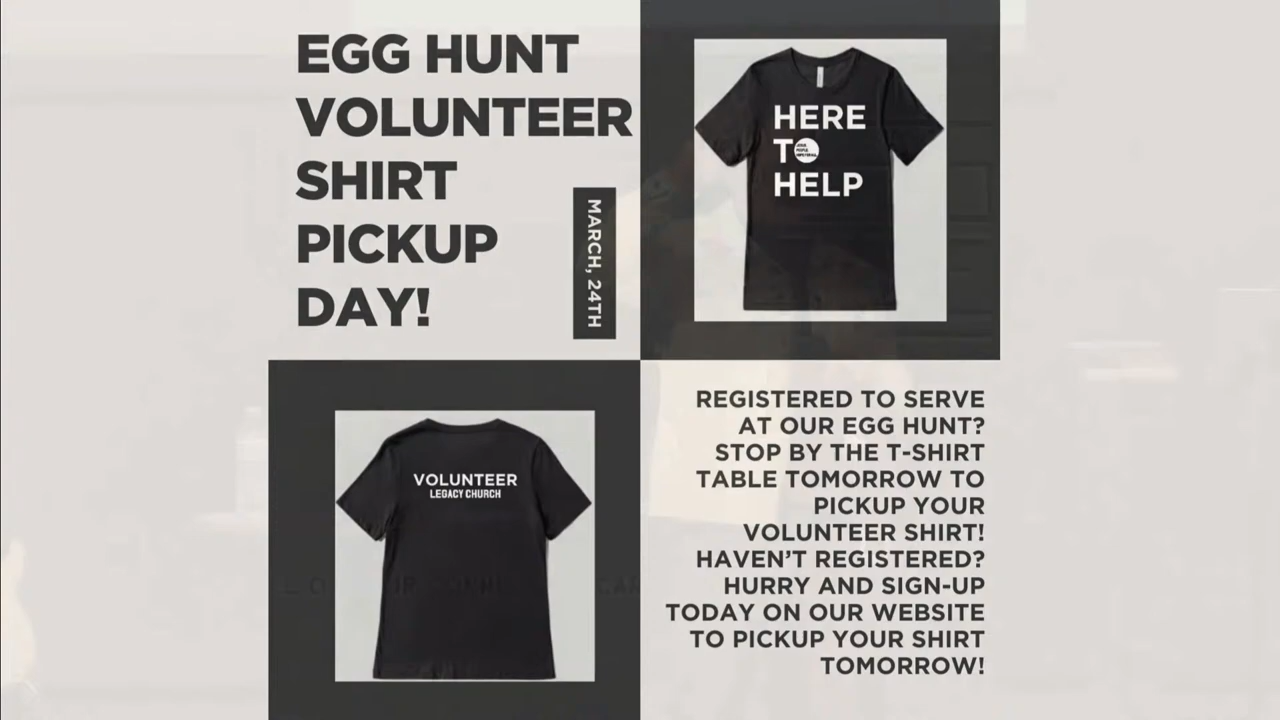 EGG HUNT
VOLUNTEER
SHIRT
PICKUP
DAY!
MARCH, 24TH
HERE
TO
HELP
VOLUNTEER
LEGACY CHURCH
REGISTERED TO SERVE
AT OUR EGG HUNT?
STOP BY THE T-SHIRT
TABLE TOMORROW TO
PICKUP YOUR
VOLUNTEER SHIRT!
HAVEN'T REGISTERED?
HURRY AND SIGN-UP
TODAY ON OUR WEBSITE
TO PICKUP YOUR SHIRT
TOMORROW!